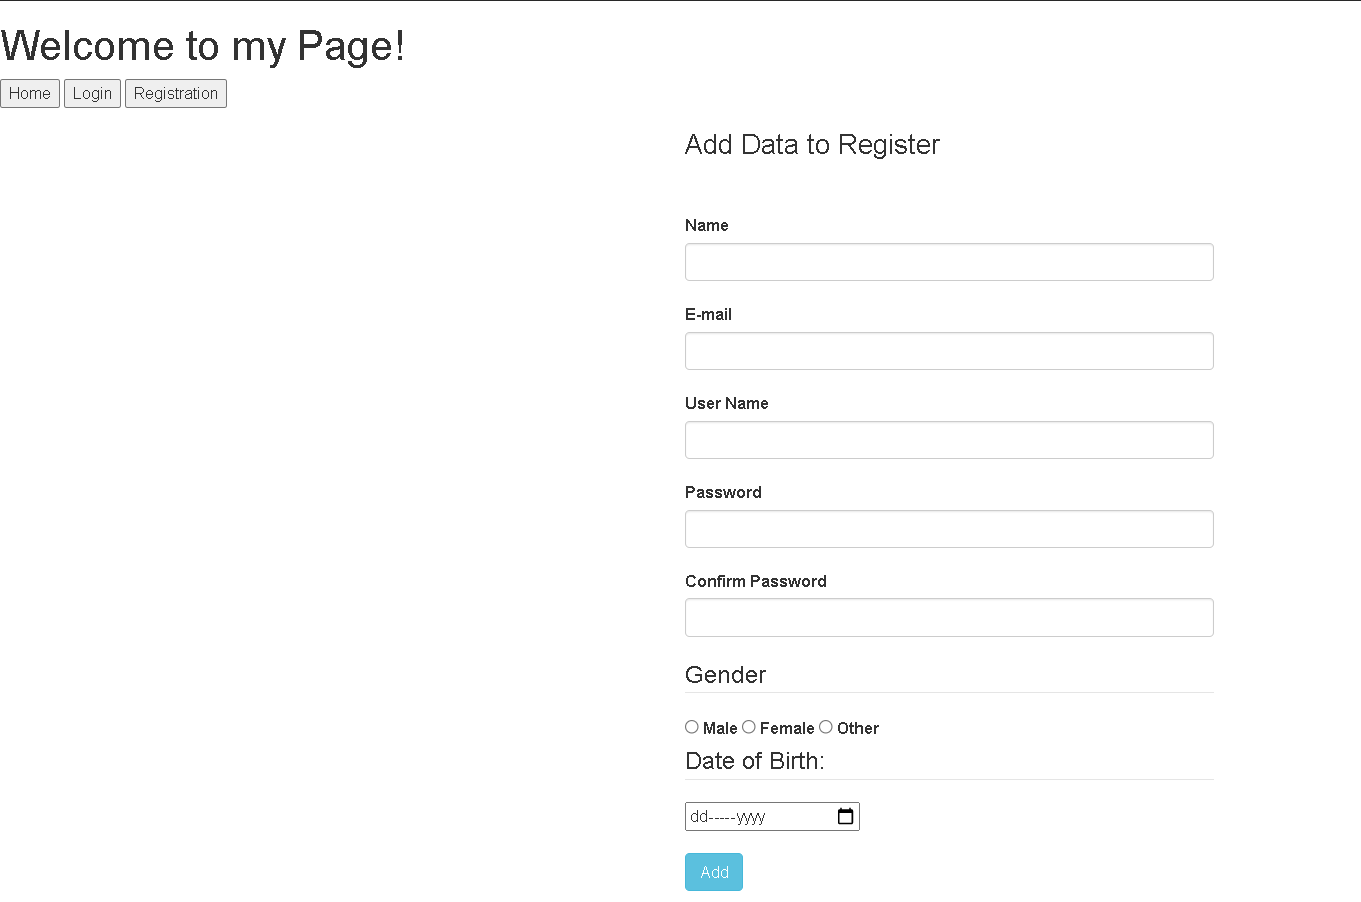 Welcome to my Page!
Home Login Registration
Add Data to Register
Name
E-mail
User Name
Password
Confirm Password
Gender
Male Female Other
Date of Birth:
dd-----yyyy
Add